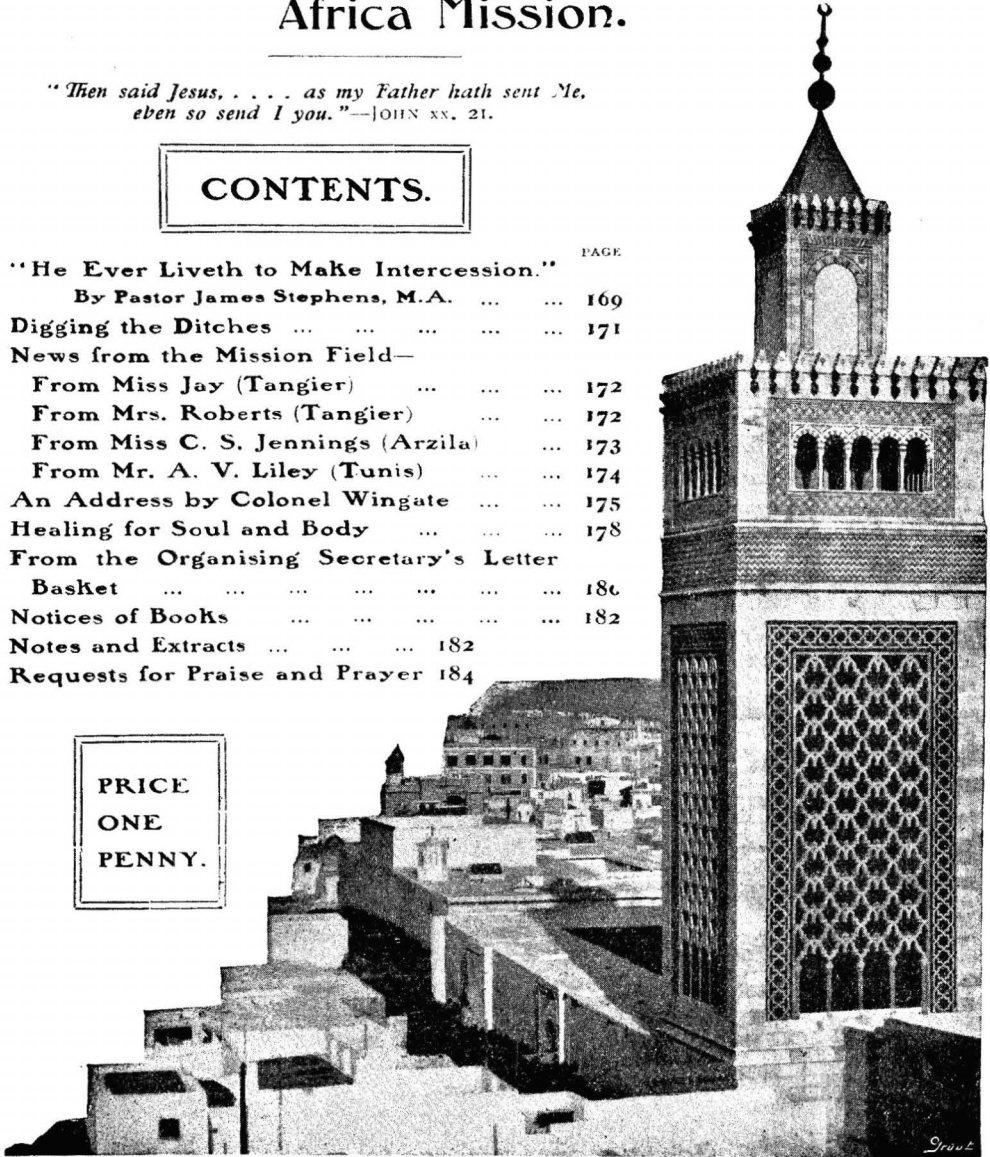 Africa Mission.
"Then said Jesus, . . . . as my Father hath sent Me,
even so send I you."—JOHN xx. 21.
CONTENTS.
PAGE
"He Ever Liveth to Make Intercession."
By Pastor James Stephens, M.A. ... ... 169
Digging the Ditches ... ... ... ... ... 171
News from the Mission Field—
From Miss Jay (Tangier) ... ... ... 172
From Mrs. Roberts (Tangier) ... ... 172
From Miss C. S. Jennings (Arzila) ... 173
From Mr. A. V. Liley (Tunis) ... ... 174
An Address by Colonel Wingate ... ... 175
Healing for Soul and Body ... ... ... 178
From the Organising Secretary's Letter
Basket ... ... ... ... ... ... ... 180
Notices of Books ... ... ... ... ... 182
Notes and Extracts ... ... ... 182
Requests for Praise and Prayer 184
PRICE
ONE
PENNY.
Grout